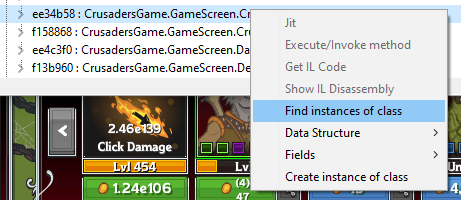 ee34b58 : CrusadersGame.GameScreen.Cr
f158868 : CrusadersGame.GameScreen.Cru
ee4c3f0 : CrusadersGame.GameScreen.Da
f13b960 : CrusadersGame.GameScreen.De
Jit
Execute/Invoke method
Get IL Code
Show IL Disassembly
Find instances of class
Data Structure
Fields
Create instance of class
2.46e139
Click Damage
Lvl 454
Lvl
(4)
1.24e106
47